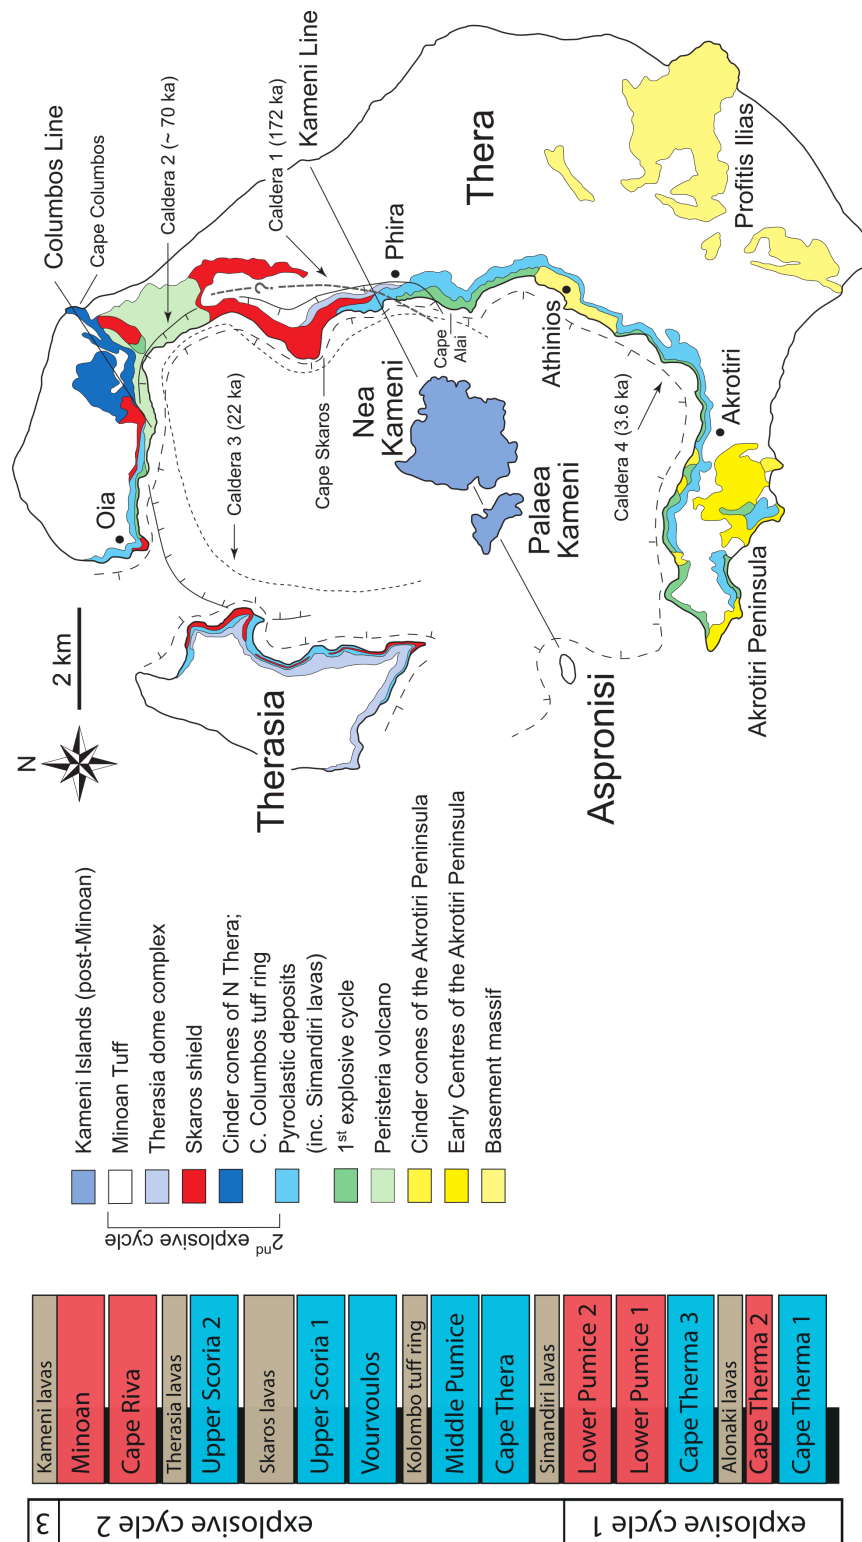 Columbos Line
Cape Columbos
Caldera 2 (~ 70 ka)
Caldera 1 (172 ka)
Kameni Line
Oia
Caldera 3 (22 ka)
?
Phira
Thera
Cape Skaros
Cape
Alai
Nea
Kameni
Palaea
Kameni
Athinios
Profitis Ilias
Caldera 4 (3.6 ka)
Akrotiri
Akrotiri Peninsula
N
2 km
Therasia
Aspronisi
Kameni Islands (post-Minoan)
Minoan Tuff
Therasia dome complex
Skaros shield
Cinder cones of N Thera;
C. Columbos tuff ring
Pyroclastic deposits
(inc. Simandiri lavas)
1st explosive cycle
Peristeria volcano
Cinder cones of the Akrotiri Peninsula
Early Centres of the Akrotiri Peninsula
Basement massif
2nd explosive cycle
Kameni lavas
Minoan
Cape Riva
Therasia lavas
Upper Scoria 2
Skaros lavas
Upper Scoria 1
Vourvoulos
Kolombo tuff ring
Middle Pumice
Cape Thera
Simandiri lavas
Lower Pumice 2
Lower Pumice 1
Cape Therma 3
Alonaki lavas
Cape Therma 2
Cape Therma 1
3
explosive cycle 2
explosive cycle 1